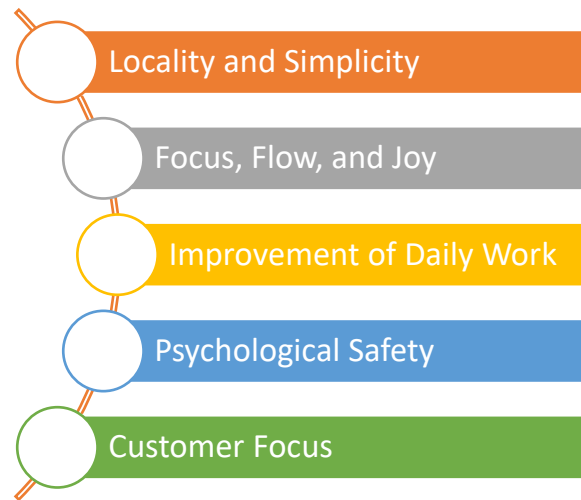 Locality and Simplicity
Focus, Flow, and Joy
Improvement of Daily Work
Psychological Safety
Customer Focus